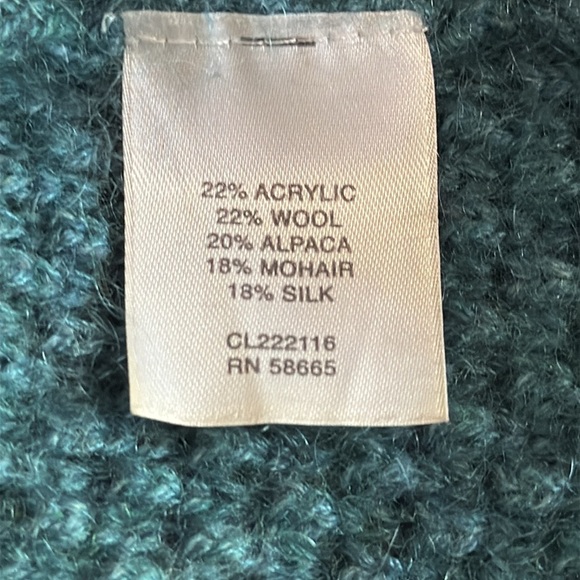 22% ACRYLIC
22% WOOL
20% ALPACA
18% MOHAIR
18% SILK
CL222116
RN 58665